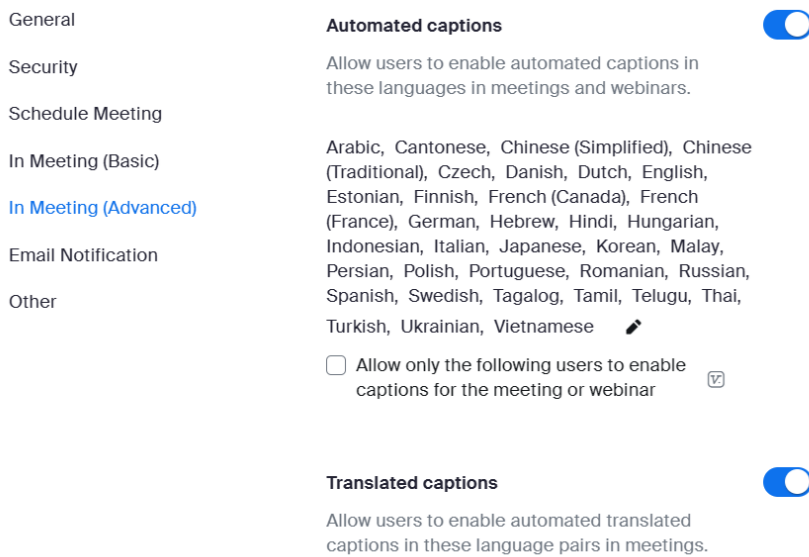 General
Security
Schedule Meeting
In Meeting (Basic)
In Meeting (Advanced)
Email Notification
Other
Automated captions
Allow users to enable automated captions in
these languages in meetings and webinars.
Arabic, Cantonese, Chinese (Simplified), Chinese
(Traditional), Czech, Danish, Dutch, English,
Estonian, Finnish, French (Canada), French
(France), German, Hebrew, Hindi, Hungarian,
Indonesian, Italian, Japanese, Korean, Malay,
Persian, Polish, Portuguese, Romanian, Russian,
Spanish, Swedish, Tagalog, Tamil, Telugu, Thai,
Turkish, Ukrainian, Vietnamese
Allow only the following users to enable
captions for the meeting or webinar
Translated captions
Allow users to enable automated translated
captions in these language pairs in meetings.